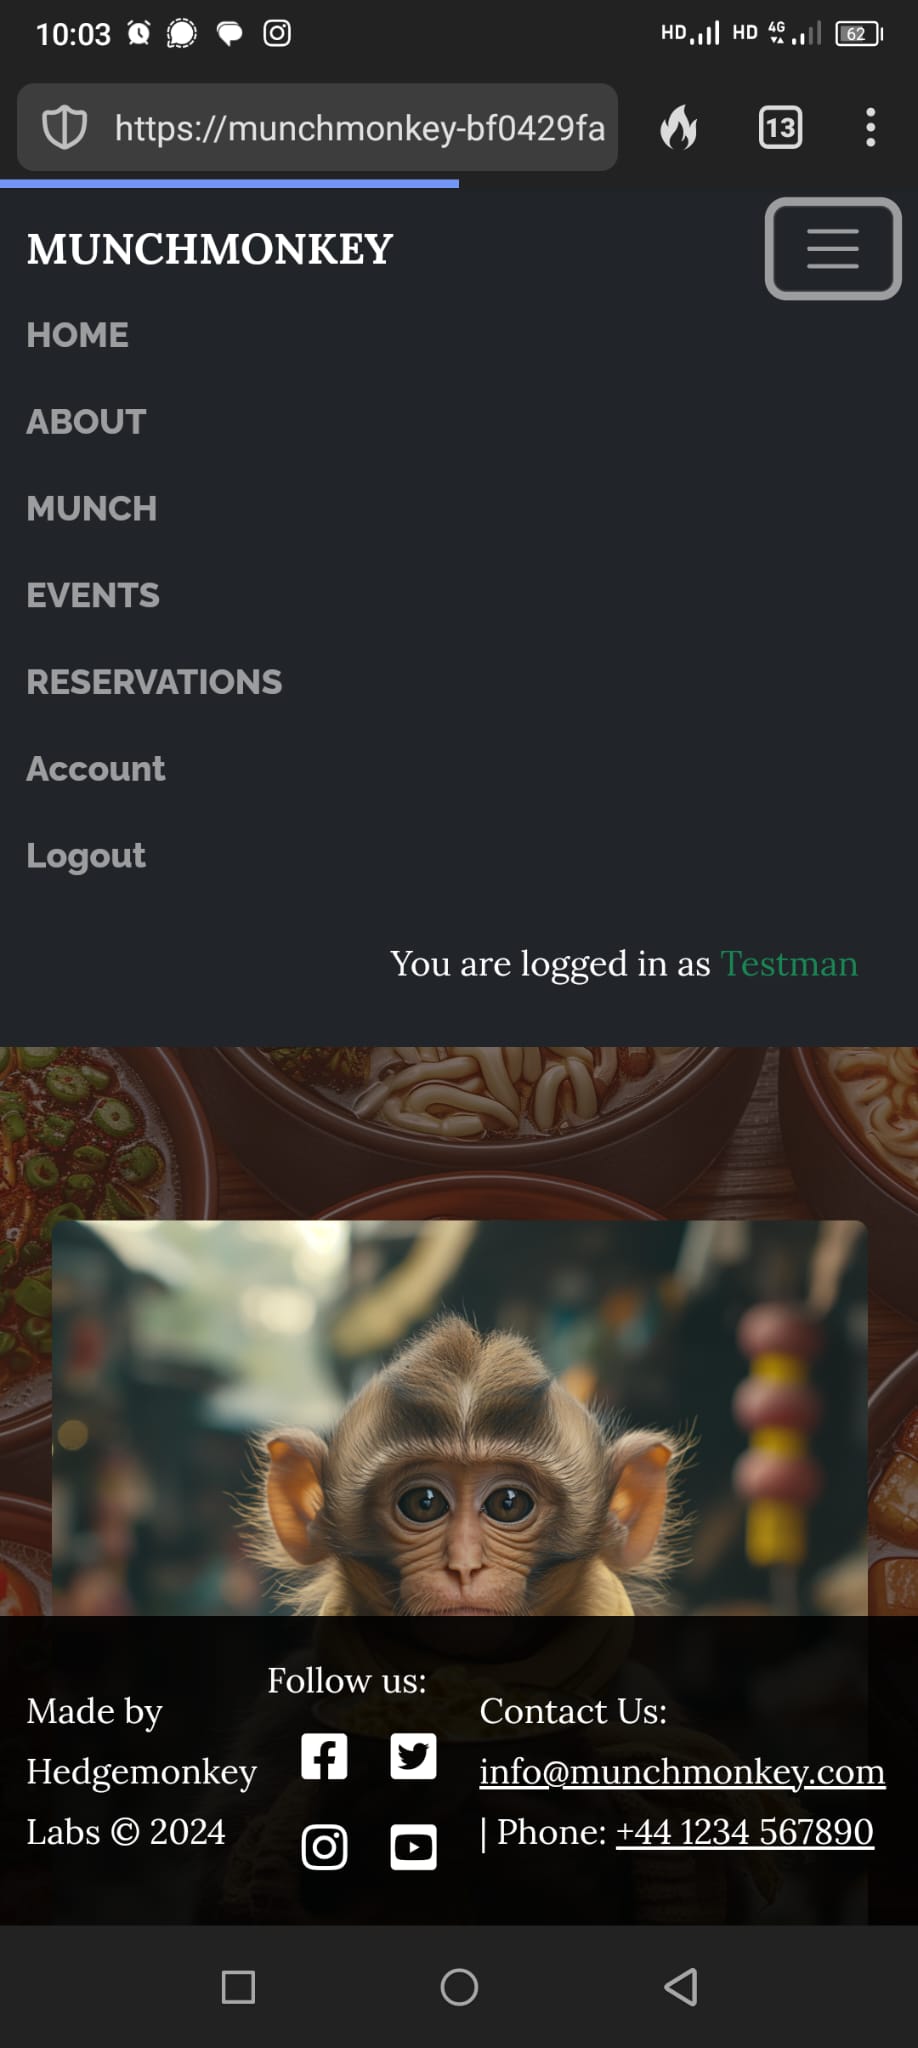 10:03
HD HD 4G 62
https://munchmonkey-bf0429fa
13
MUNCHMONKEY
HOME
ABOUT
MUNCH
EVENTS
RESERVATIONS
Account
Logout
You are logged in as Testman
Made by
Hedgemonkey
Labs © 2024
Follow us:
Contact Us:
info@munchmonkey.com
| Phone: +44 1234 567890